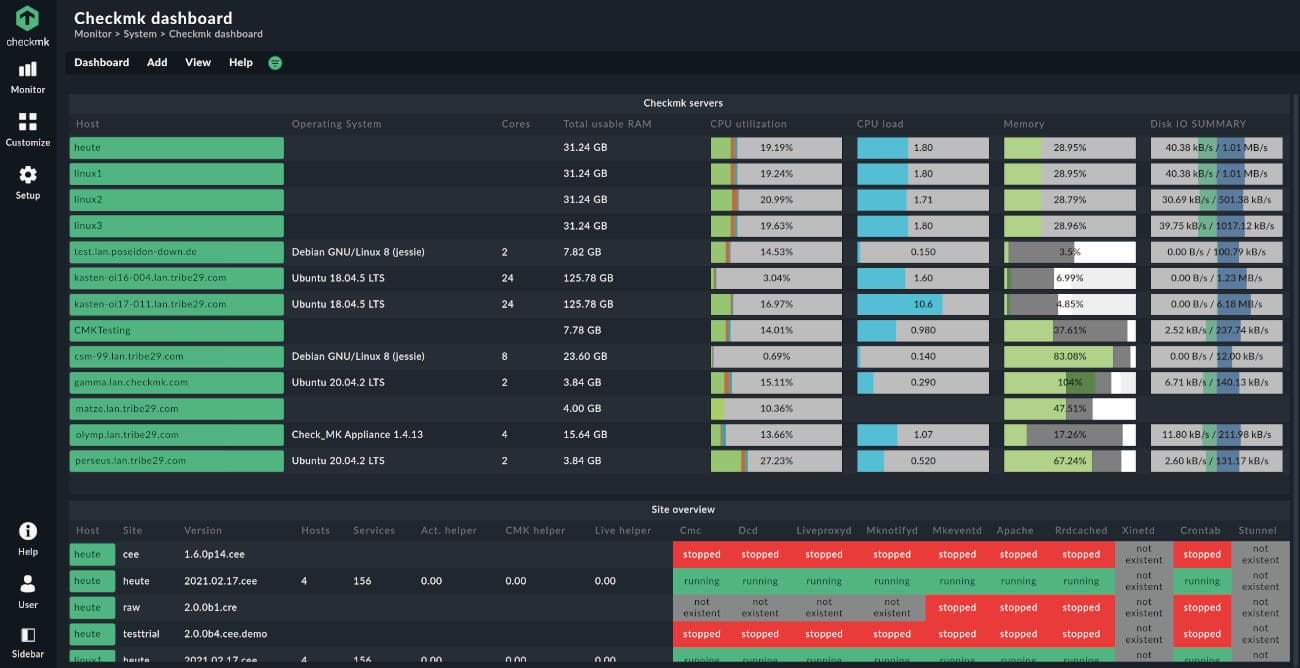 Checkmk dashboard
Monitor > System > Checkmk dashboard
Dashboard Add View Help
checkmk
Monitor
Customize
Setup
Help
User
Sidebar
Checkmk servers
Host Operating System Cores Total usable RAM CPU utilization CPU load Memory Disk IO SUMMARY
heute 31.24 GB 19.19% 1.80 28.95% 40.38 kB/s / 1.01 MB/s
linux1 31.24 GB 19.24% 1.80 28.95% 40.38 kB/s / 1.01 MB/s
linux2 31.24 GB 20.99% 1.71 28.79% 30.69 kB/s / 501.38 kB/s
linux3 31.24 GB 19.63% 1.80 28.96% 39.75 kB/s / 1017.12 kB/s
test.lan.poseidon-down.de Debian GNU/Linux 8 (jessie) 2 7.82 GB 14.53% 0.150 3.5% 0.00 B/s / 100.79 kB/s
kasten-oi16-004.lan.tribe29.com Ubuntu 18.04.5 LTS 24 125.78 GB 3.04% 1.60 6.99% 0.00 B/s / 1.23 MB/s
kasten-oi17-011.lan.tribe29.com Ubuntu 18.04.5 LTS 24 125.78 GB 16.97% 10.6 4.85% 0.00 B/s / 6.18 MB/s
CMKTesting 7.78 GB 14.01% 0.980 37.61% 2.52 kB/s / 237.74 kB/s
csm-99.lan.tribe29.com Debian GNU/Linux 8 (jessie) 8 23.60 GB 0.69% 0.140 83.08% 0.00 B/s / 12.00 kB/s
gamma.lan.checkmk.com Ubuntu 20.04.2 LTS 2 3.84 GB 15.11% 0.290 104% 6.71 kB/s / 140.13 kB/s
matze.lan.tribe29.com 4.00 GB 10.36% 47.51%
olymp.lan.tribe29.com Check_MK Appliance 1.4.13 4 15.64 GB 13.66% 1.07 17.26% 11.80 kB/s / 211.98 kB/s
perseus.lan.tribe29.com Ubuntu 20.04.2 LTS 2 3.84 GB 27.23% 0.520 67.24% 2.60 kB/s / 131.17 kB/s
Site overview
Host Site Version Hosts Services Act. helper CMK helper Live helper Cmc Dcd Liveproxyd Mknotifyd Mkeventd Apache Rrdcached Xinetd Crontab Stunnel
heute cee 1.6.0p14.cee stopped stopped stopped stopped stopped stopped stopped not existent stopped not existent
heute heute 2021.02.17.cee 4 156 0.00 0.00 0.00 running running running running running running running not existent running not existent
heute raw 2.0.0b1.cre not existent not existent not existent not existent stopped stopped stopped not existent stopped not existent
heute testtrial 2.0.0b4.cee.demo stopped stopped stopped stopped stopped stopped stopped not existent stopped not existent
linux1 heute 2021.02.17.cee 4 156 0.00 0.00 0.00 running running running running running running running not running not